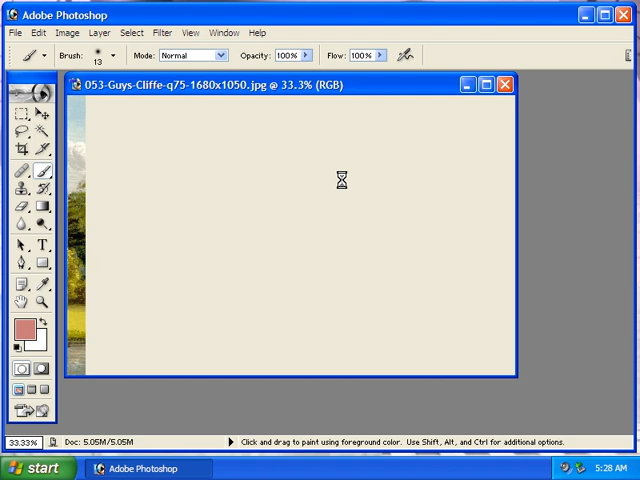 Adobe Photoshop
File Edit Image Layer Select Filter View Window Help
Brush: 13 Mode: Normal Opacity: 100% Flow: 100%
053-Guys-Cliffe-q75-1680x1050.jpg @ 33.3% (RGB)
T
33.33% Doc: 5.05M/5.05M Click and drag to paint using foreground color. Use Shift, Alt, and Ctrl for additional options.
start Adobe Photoshop 5:28 AM